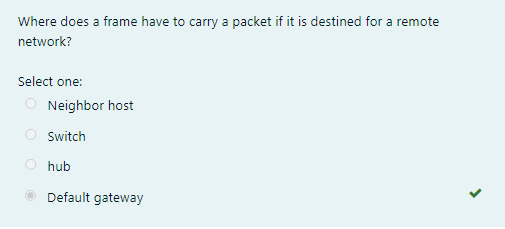 Where does a frame have to carry a packet if it is destined for a remote
network?
Select one:
Neighbor host
Switch
hub
Default gateway